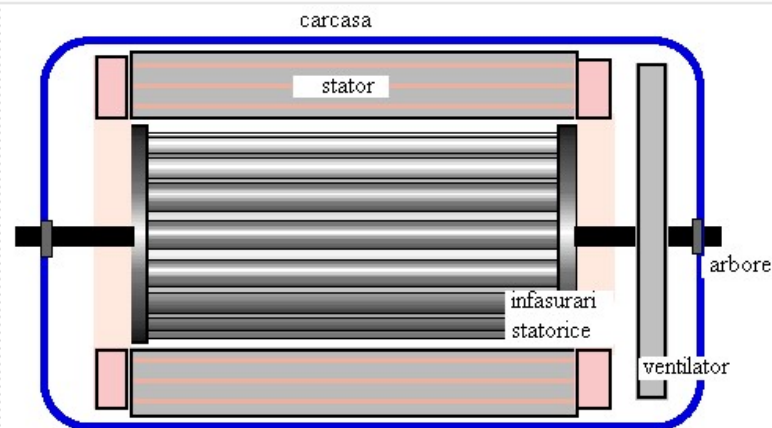 carcasa
stator
arbore
infasurari
statorice
ventilator